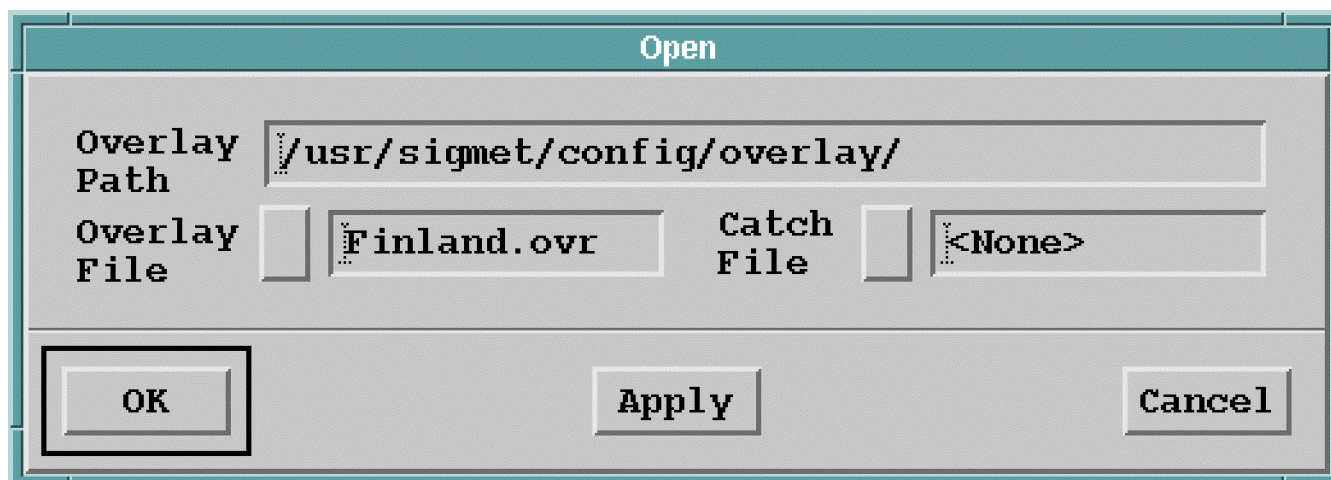 Open
Overlay Path
/usr/sigmet/config/overlay/
Overlay File
Finland.ovr
Catch File
<None>
OK
Apply
Cancel